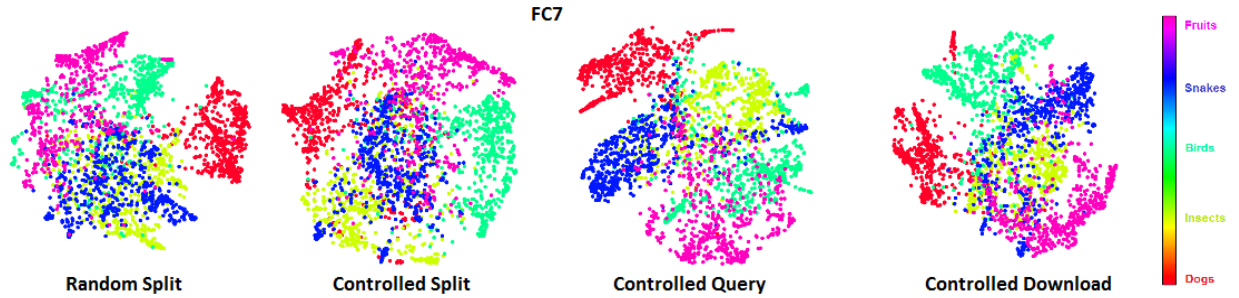 FC7
Fruits
Snakes
Birds
Insects
Dogs
Random Split
Controlled Split
Controlled Query
Controlled Download